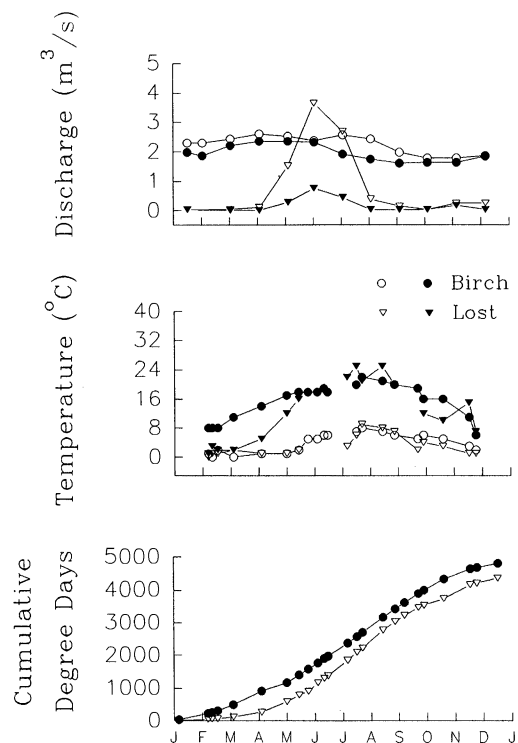 Discharge (m3/s)
5
4
3
2
1
0
Birch
Lost
Temperature (°C)
40
32
24
16
8
0
Cumulative
Degree Days
5000
4000
3000
2000
1000
0
J F M A M J J A S O N D J